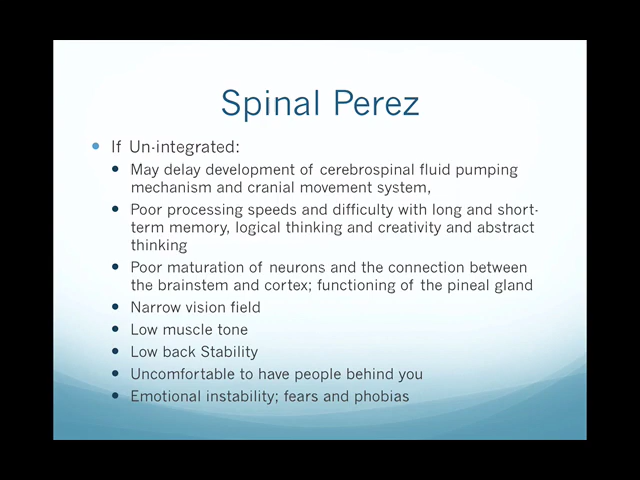 Spinal Perez
If Un-integrated:
May delay development of cerebrospinal fluid pumping
mechanism and cranial movement system,
Poor processing speeds and difficulty with long and short-
term memory, logical thinking and creativity and abstract
thinking
Poor maturation of neurons and the connection between
the brainstem and cortex; functioning of the pineal gland
Narrow vision field
Low muscle tone
Low back Stability
Uncomfortable to have people behind you
Emotional instability; fears and phobias